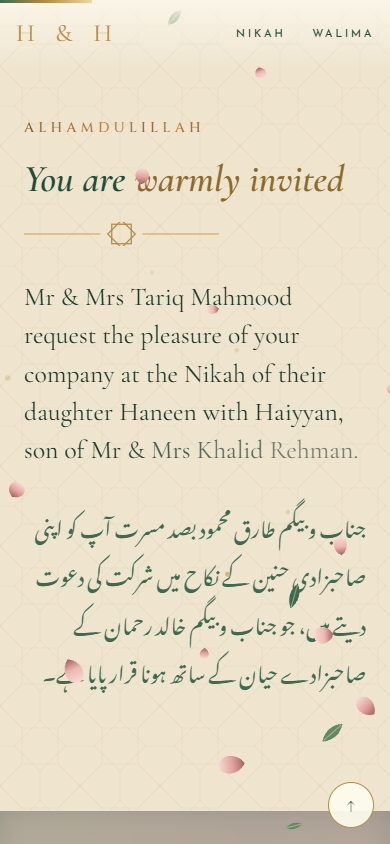 H & H
NIKAH WALIMA
ALHAMDULILLAH
You are warmly invited
Mr & Mrs Tariq Mahmood
request the pleasure of your
company at the Nikah of their
daughter Haneen with Haiyyan,
son of Mr & Mrs Khalid Rehman.
جناب و بیگم طارق محمود بصد مسرت آپ کو اپنی
صاحبزادی حنین کے نکاح میں شرکت کی دعوت
دیتے ہیں، جو جناب و بیگم خالد رحمان کے
صاحبزادے حیان کے ساتھ ہونا قرار پایا ہے۔
↑